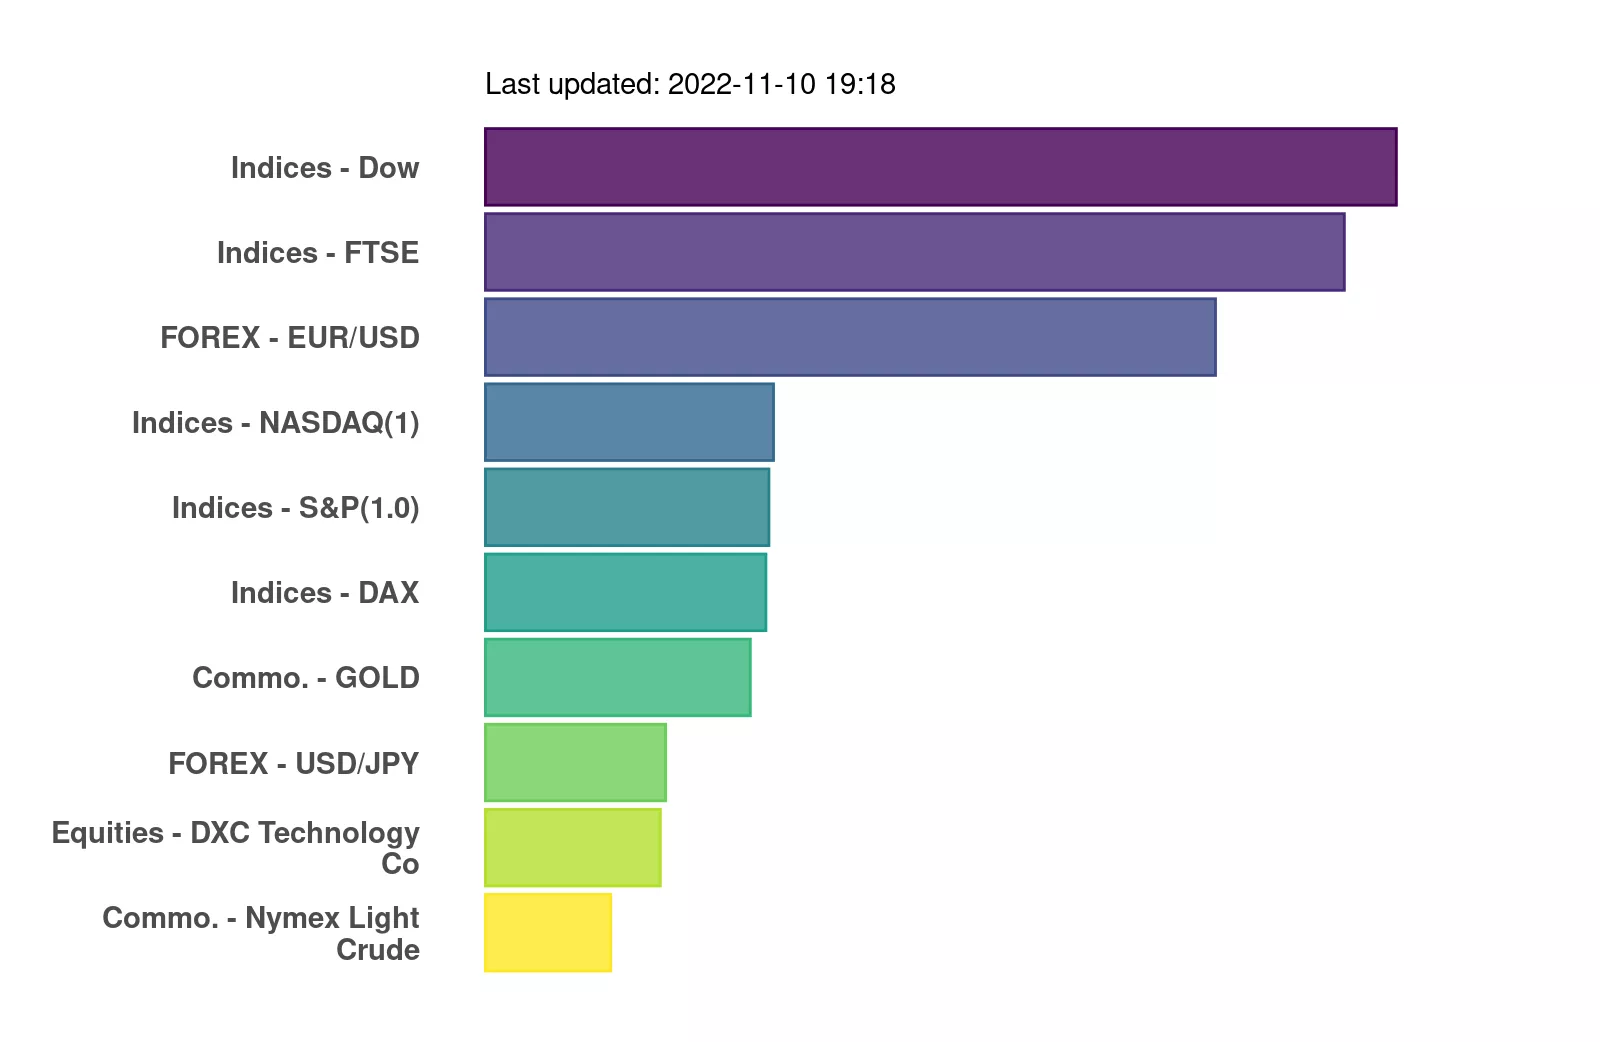 Last updated: 2022-11-10 19:18
Indices - Dow
Indices - FTSE
FOREX - EUR/USD
Indices - NASDAQ(1)
Indices - S&P(1.0)
Indices - DAX
Commo. - GOLD
FOREX - USD/JPY
Equities - DXC Technology
Co
Commo. - Nymex Light
Crude